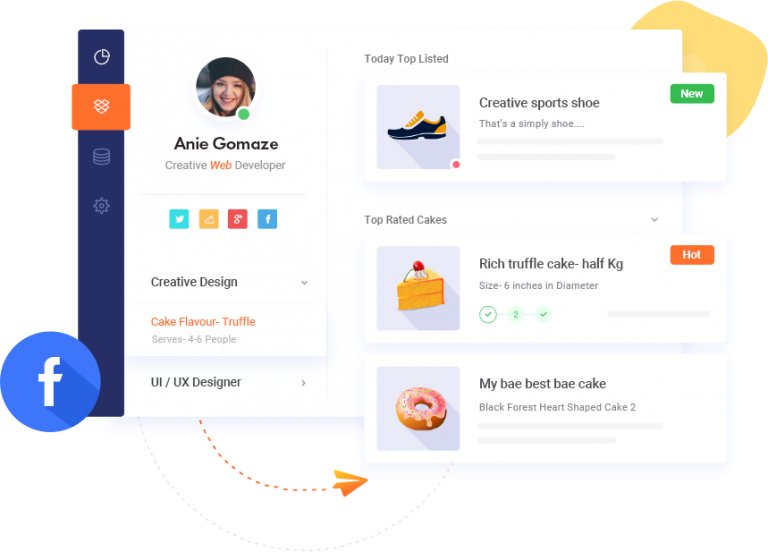 Anie Gomaze
Creative Web Developer
Creative Design
Cake Flavour- Truffle
Serves- 4-6 People
UI / UX Designer
Today Top Listed
New
Creative sports shoe
That's a simply shoe....
Top Rated Cakes
Hot
Rich truffle cake- half Kg
Size- 6 inches in Diameter
2
My bae best bae cake
Black Forest Heart Shaped Cake 2